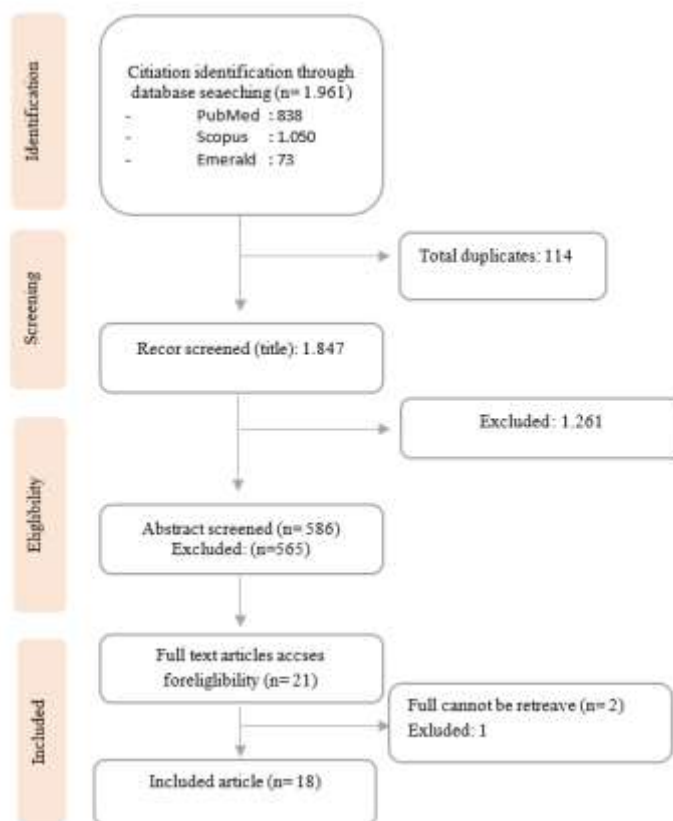 Identification
Citiation identification through
database seaeching (n= 1.961)
- PubMed : 838
- Scopus : 1.050
- Emerald : 73
Screening
Total duplicates: 114
Recor screened (title): 1.847
Excluded: 1.261
Eliglibility
Abstract screened (n= 586)
Excluded: (n=565)
Included
Full text articles accses
foreligibility (n= 21)
Full cannot be retreave (n= 2)
Exluded: 1
Included article (n= 18)